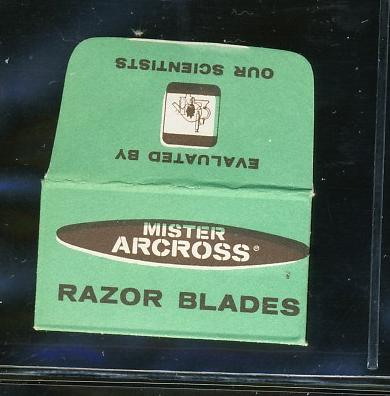 OUR SCIENTISTS
EVALUATED BY
MISTER
ARCROSS®
RAZOR BLADES